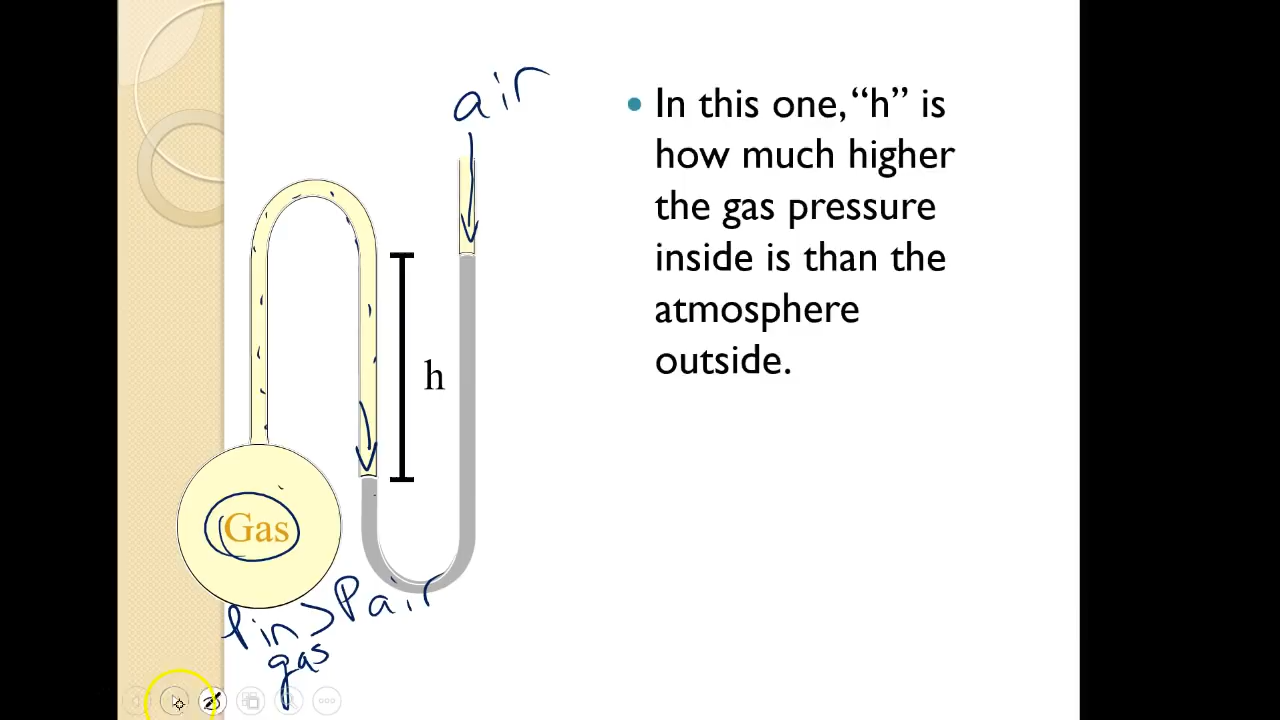 air
In this one, “h” is
how much higher
the gas pressure
inside is than the
atmosphere
outside.
h
Gas
Pin > Pair
gas